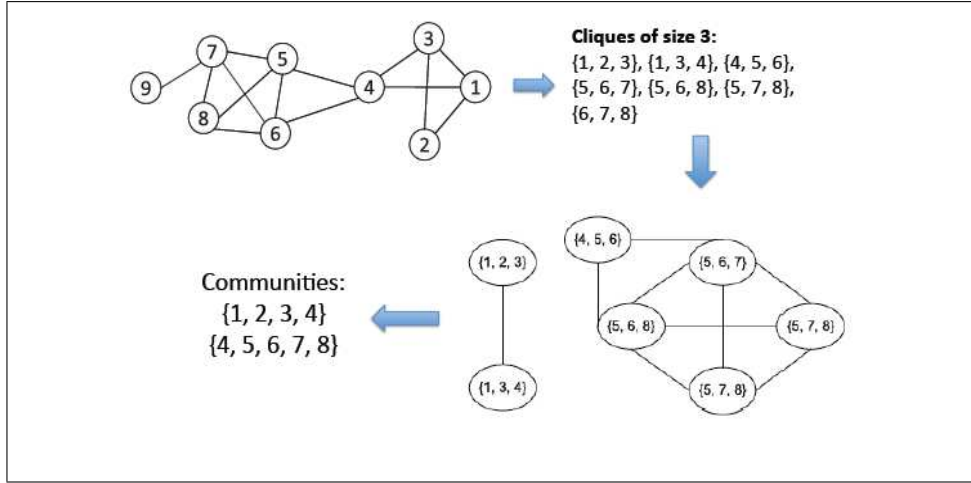 7
5
3
9
4
1
8
6
2
Cliques of size 3:
{1, 2, 3}, {1, 3, 4}, {4, 5, 6},
{5, 6, 7}, {5, 6, 8}, {5, 7, 8},
{6, 7, 8}
{4, 5, 6}
{1, 2, 3}
{5, 6, 7}
{5, 6, 8}
{5, 7, 8}
{1, 3, 4}
{5, 7, 8}
Communities:
{1, 2, 3, 4}
{4, 5, 6, 7, 8}